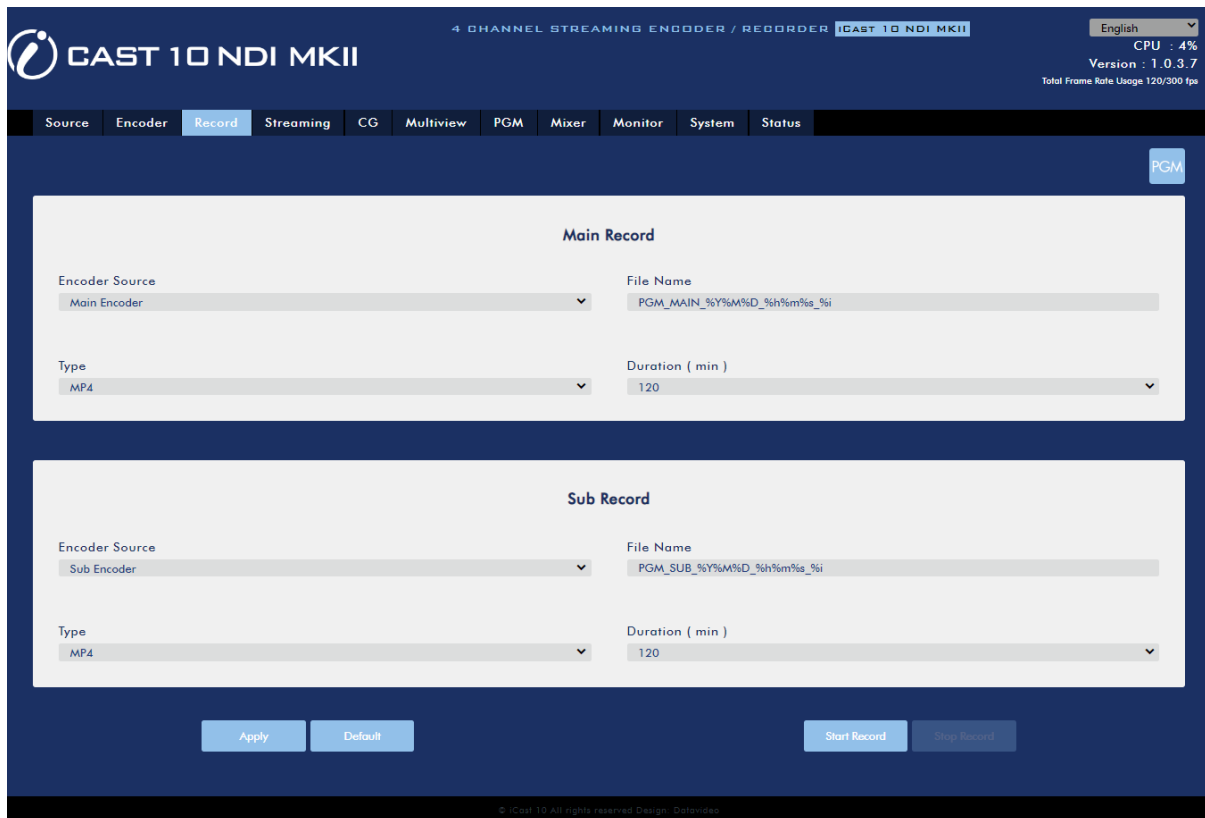 4 CHANNEL STREAMING ENCODER / RECORDER iCAST 10 NDI MKII
English
CPU : 4%
i CAST 10 NDI MKII
Version : 1.0.3.7
Total Frame Rate Usage 120/300 fps
Source Encoder Record Streaming CG Multiview PGM Mixer Monitor System Status
PGM
Main Record
Encoder Source File Name
Main Encoder PGM_MAIN_%Y%M%D_%h%m%s_%i
Type Duration ( min )
MP4 120
Sub Record
Encoder Source File Name
Sub Encoder PGM_SUB_%Y%M%D_%h%m%s_%i
Type Duration ( min )
MP4 120
Apply Default Start Record Stop Record
© iCast 10 All rights reserved Design: Datavideo